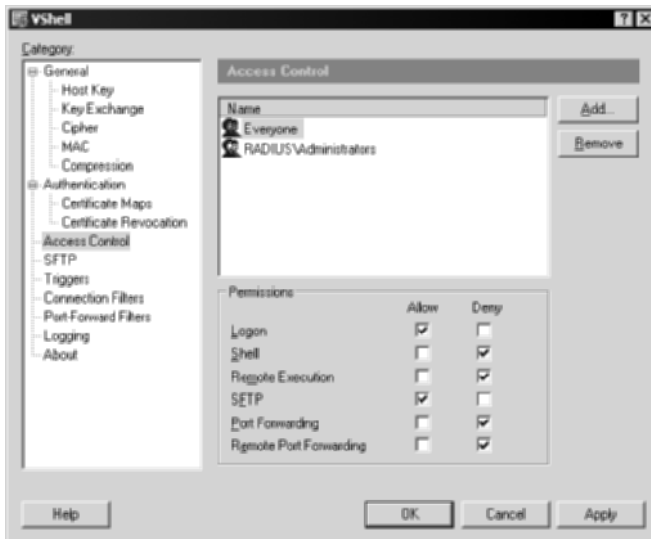 VShell
Category:
General
Host Key
Key Exchange
Cipher
MAC
Compression
Authentication
Certificate Maps
Certificate Revocation
Access Control
SFTP
Triggers
Connection Filters
Port-Forward Filters
Logging
About
Access Control
Name
Everyone
RADIUS\Administrators
Add...
Remove
Permissions
Allow Deny
Logon
Shell
Remote Execution
SFTP
Port Forwarding
Remote Port Forwarding
Help OK Cancel Apply